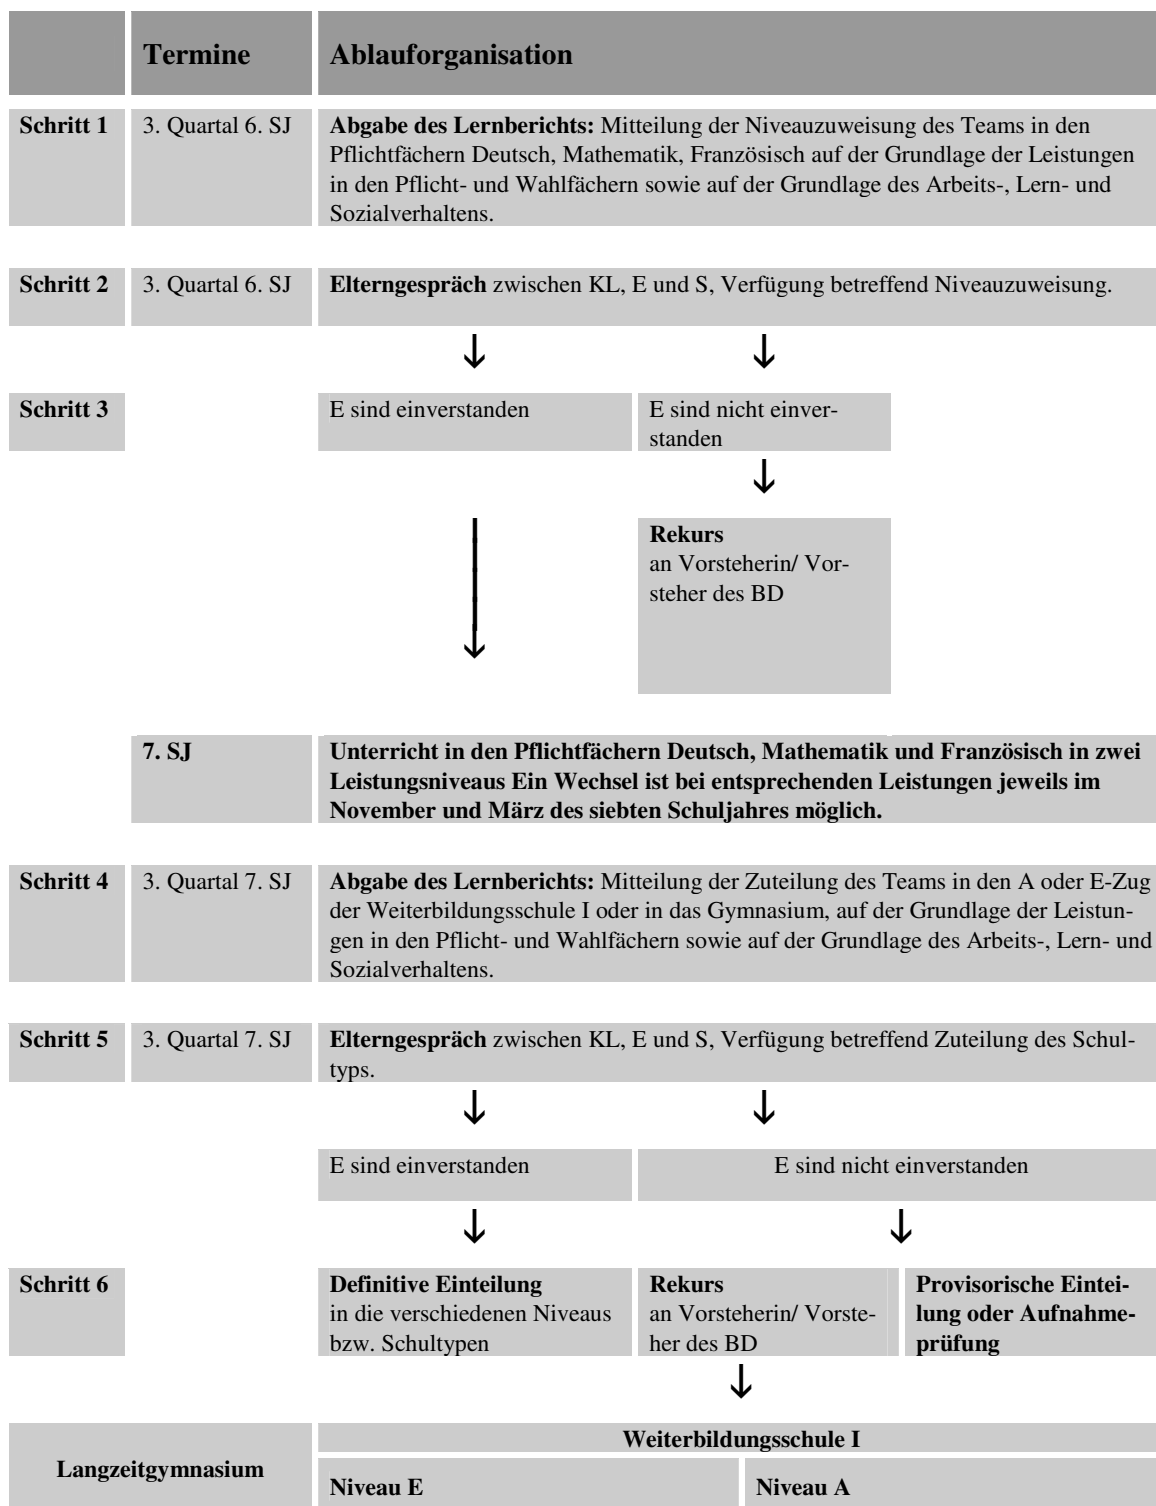 Termine Ablauforganisation
Schritt 1 3. Quartal 6. SJ Abgabe des Lernberichts: Mitteilung der Niveauzuweisung des Teams in den
Pflichtfächern Deutsch, Mathematik, Französisch auf der Grundlage der Leistungen
in den Pflicht- und Wahlfächern sowie auf der Grundlage des Arbeits-, Lern- und
Sozialverhaltens.
Schritt 2 3. Quartal 6. SJ Elterngespräch zwischen KL, E und S, Verfügung betreffend Niveauzuweisung.
Schritt 3 E sind einverstanden E sind nicht einver-
standen
Rekurs
an Vorsteherin/ Vor-
steher des BD
7. SJ Unterricht in den Pflichtfächern Deutsch, Mathematik und Französisch in zwei
Leistungsniveaus Ein Wechsel ist bei entsprechenden Leistungen jeweils im
November und März des siebten Schuljahres möglich.
Schritt 4 3. Quartal 7. SJ Abgabe des Lernberichts: Mitteilung der Zuteilung des Teams in den A oder E-Zug
der Weiterbildungsschule I oder in das Gymnasium, auf der Grundlage der Leistun-
gen in den Pflicht- und Wahlfächern sowie auf der Grundlage des Arbeits-, Lern- und
Sozialverhaltens.
Schritt 5 3. Quartal 7. SJ Elterngespräch zwischen KL, E und S, Verfügung betreffend Zuteilung des Schul-
typs.
E sind einverstanden E sind nicht einverstanden
Schritt 6 Definitive Einteilung Rekurs Provisorische Eintei-
in die verschiedenen Niveaus an Vorsteherin/ Vorste- lung oder Aufnahme-
bzw. Schultypen her des BD prüfung
Weiterbildungsschule I
Langzeitgymnasium
Niveau E Niveau A